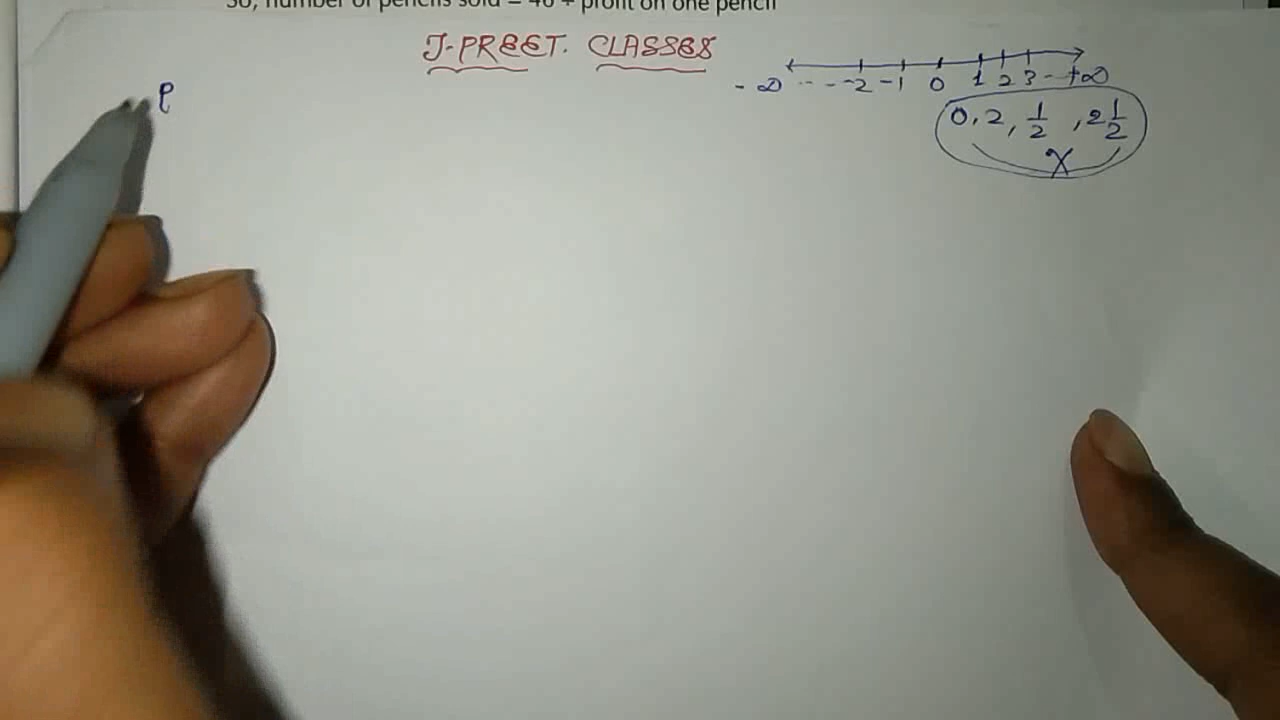 So, number of pencils sold = 40 ÷ profit on one pencil
J-PREET. CLASSES
- ∞ --- -2 -1 0 1 2 3 -- +∞
0, 2, 1/2 , 2 1/2
X